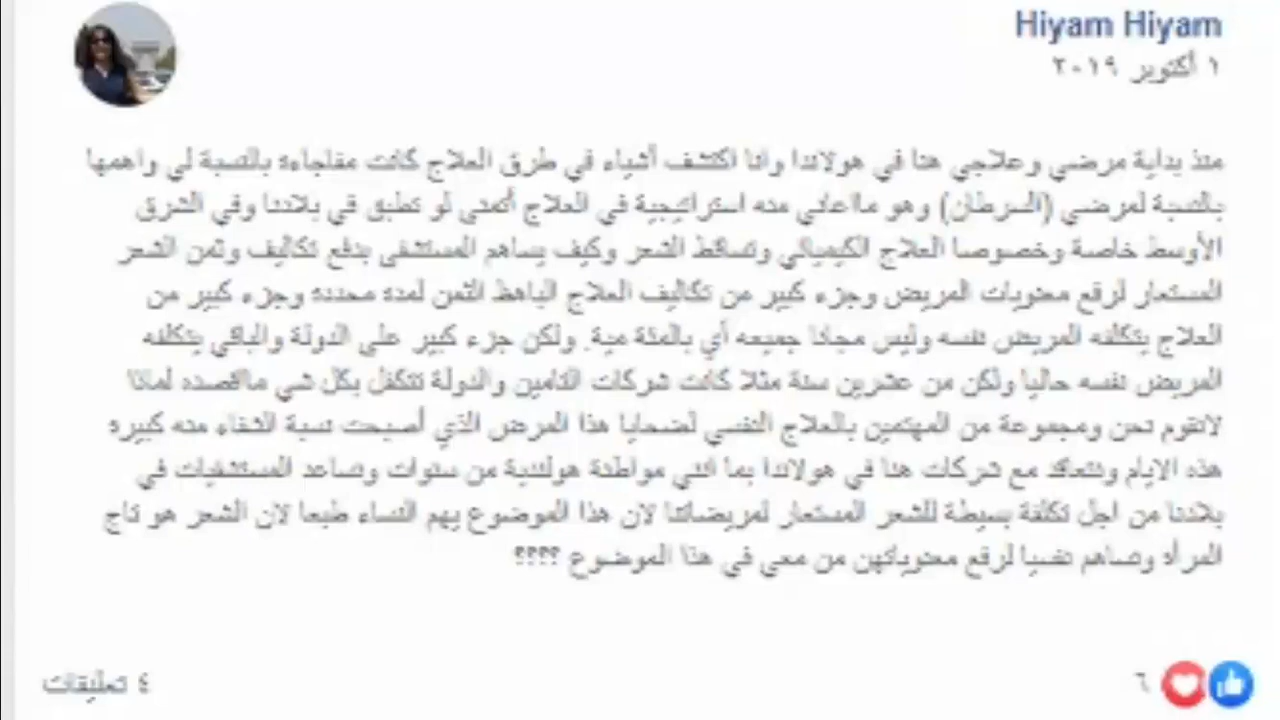 Hiyam Hiyam
١ أكتوبر ٢٠١٩
منذ بداية مرضي وعلاجي هنا في هولاندا وانا اكتشف أشياء في طرق العلاج كانت مفاجاءه بالنسبة لي واهمها
بالنسبة لمرضي (السرطان) وهو مااعاني منه استراتيجية في العلاج أتمنى لو تطبق في بلادنا وفي الشرق
الأوسط خاصة وخصوصا العلاج الكيميائي وتساقط الشعر وكيف يساهم المستشفى بدفع تكاليف وثمن الشعر
المستعار لرفع معنويات المريض وجزء كبير من تكاليف العلاج الباهظ الثمن لمده محدده وجزء كبير من
العلاج يتكلفه المريض نفسه وليس مجانا جميعه أي بالمئة مية. ولكن جزء كبير على الدولة والباقي يتكلفه
المريض نفسه حاليا ولكن من عشرين سنة مثلا كانت شركات التامين والدولة تتكفل بكل شي مااقصده لماذا
لانقوم نحن ومجموعة من المهتمين بالعلاج النفسي لضحايا هذا المرض الذي أصبحت نسبة الشفاء منه كبيره
هذه الايام ونتعاقد مع شركات هنا في هولاندا بما انني مواطنة هولندية من سنوات ونساعد المستشفيات في
بلادنا من اجل تكلفة بسيطة للشعر المستعار لمريضاتنا لان هذا الموضوع يهم النساء طبعا لان الشعر هو تاج
المرأه ونساهم نفسيا لرفع معنوياتهن من معي في هذا الموضوع ؟؟؟؟
٦
٤ تعليقات